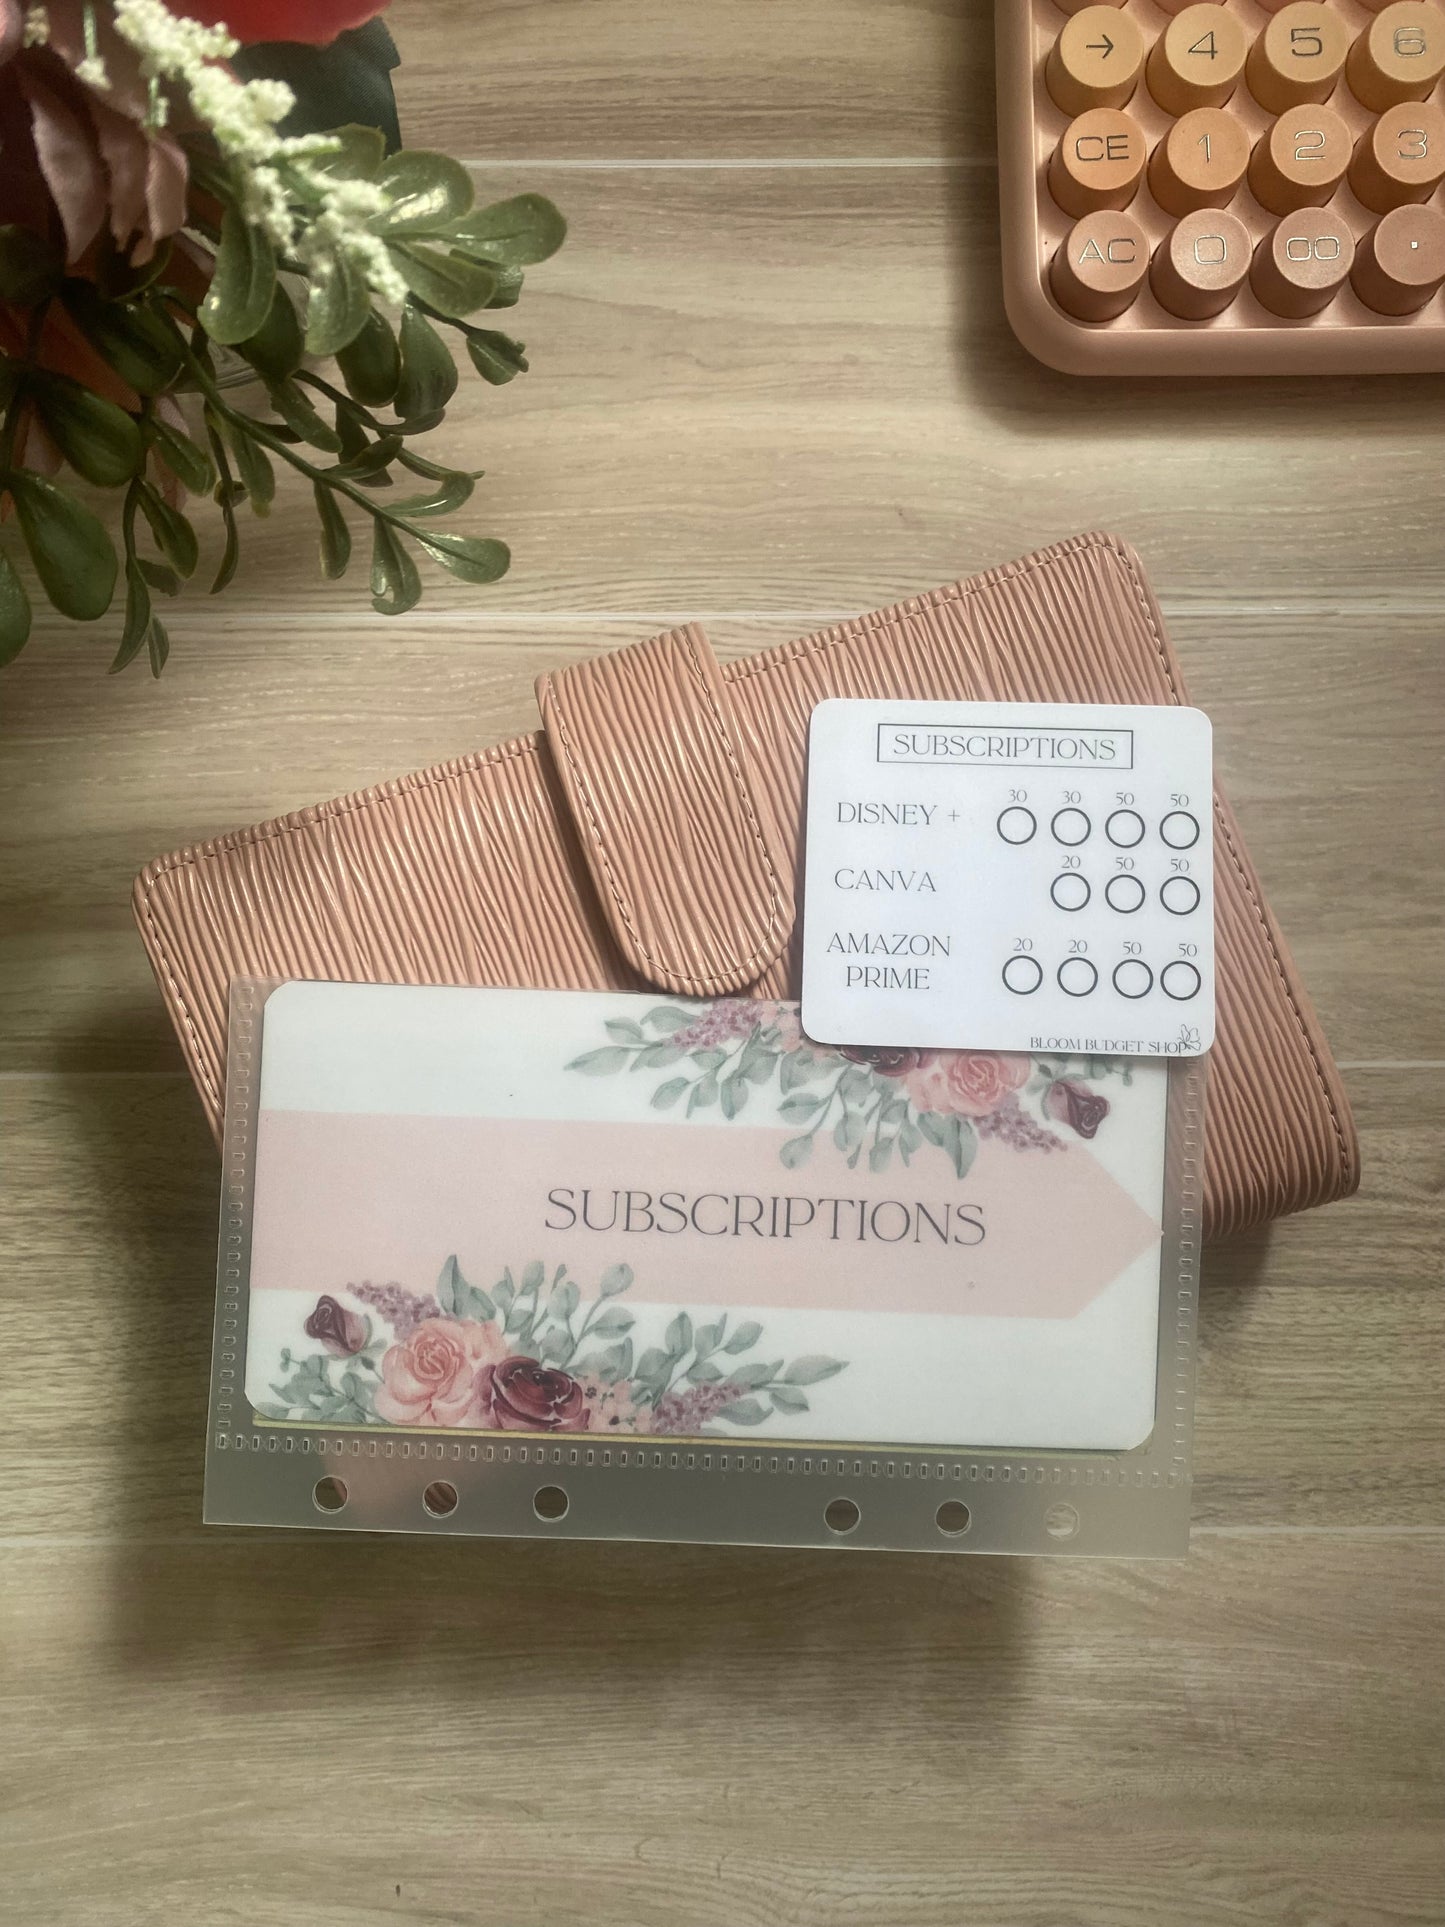 → 4 5 6
CE 1 2 3
AC 0 00 .
SUBSCRIPTIONS
30 30 50 50
DISNEY +
20 50 50
CANVA
20 20 50 50
AMAZON
PRIME
BLOOM BUDGET SHOP
SUBSCRIPTIONS